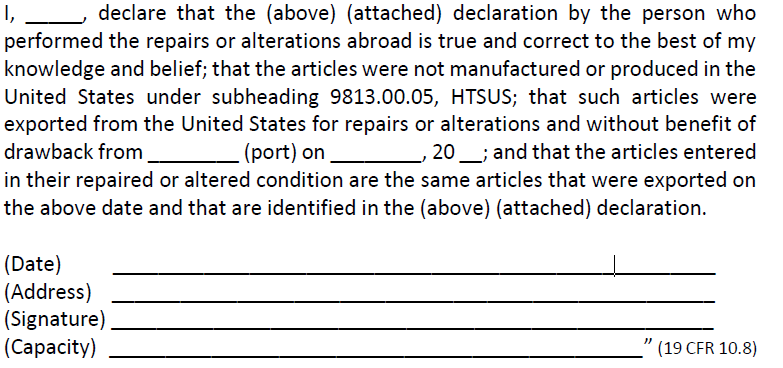 I, _____, declare that the (above) (attached) declaration by the person who
performed the repairs or alterations abroad is true and correct to the best of my
knowledge and belief; that the articles were not manufactured or produced in the
United States under subheading 9813.00.05, HTSUS; that such articles were
exported from the United States for repairs or alterations and without benefit of
drawback from ________ (port) on ________, 20 __; and that the articles entered
in their repaired or altered condition are the same articles that were exported on
the above date and that are identified in the (above) (attached) declaration.
(Date) ____________________________________________________
(Address) ____________________________________________________
(Signature) ____________________________________________________
(Capacity) ______________________________________________” (19 CFR 10.8)